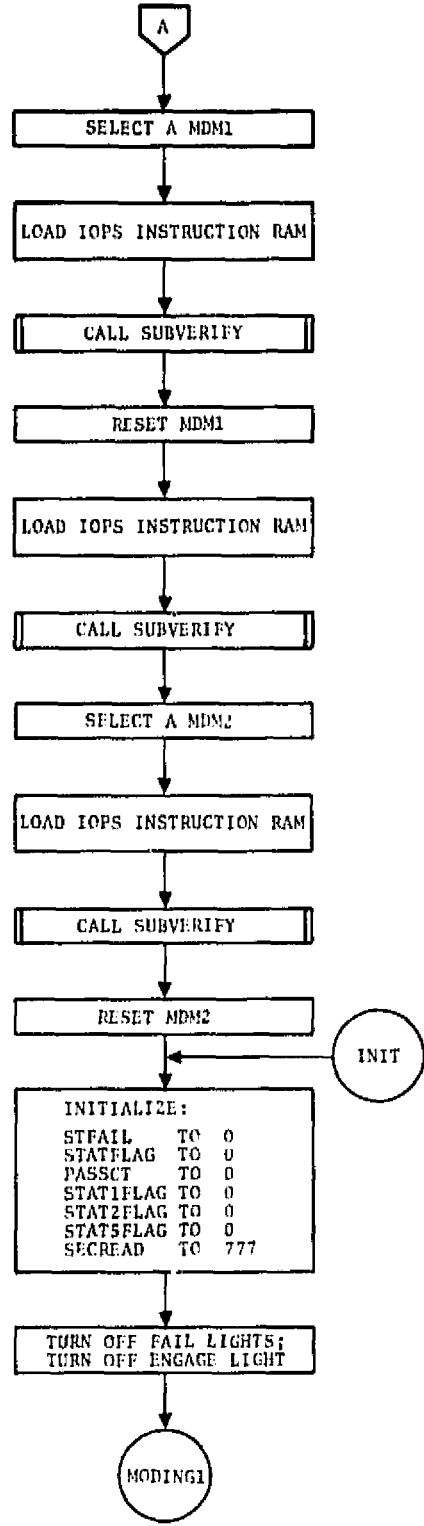 A
SELECT A MDM1
LOAD IOPS INSTRUCTION RAM
CALL SUBVERIFY
RESET MDM1
LOAD IOPS INSTRUCTION RAM
CALL SUBVERIFY
SELECT A MDM2
LOAD IOPS INSTRUCTION RAM
CALL SUBVERIFY
RESET MDM2
INIT
INITIALIZE:
STFAIL TO 0
STATFLAG TO 0
PASSCT TO 0
STAT1FLAG TO 0
STAT2FLAG TO 0
STAT5FLAG TO 0
SECREAD TO 777
TURN OFF FAIL LIGHTS;
TURN OFF ENGAGE LIGHT
MODING1